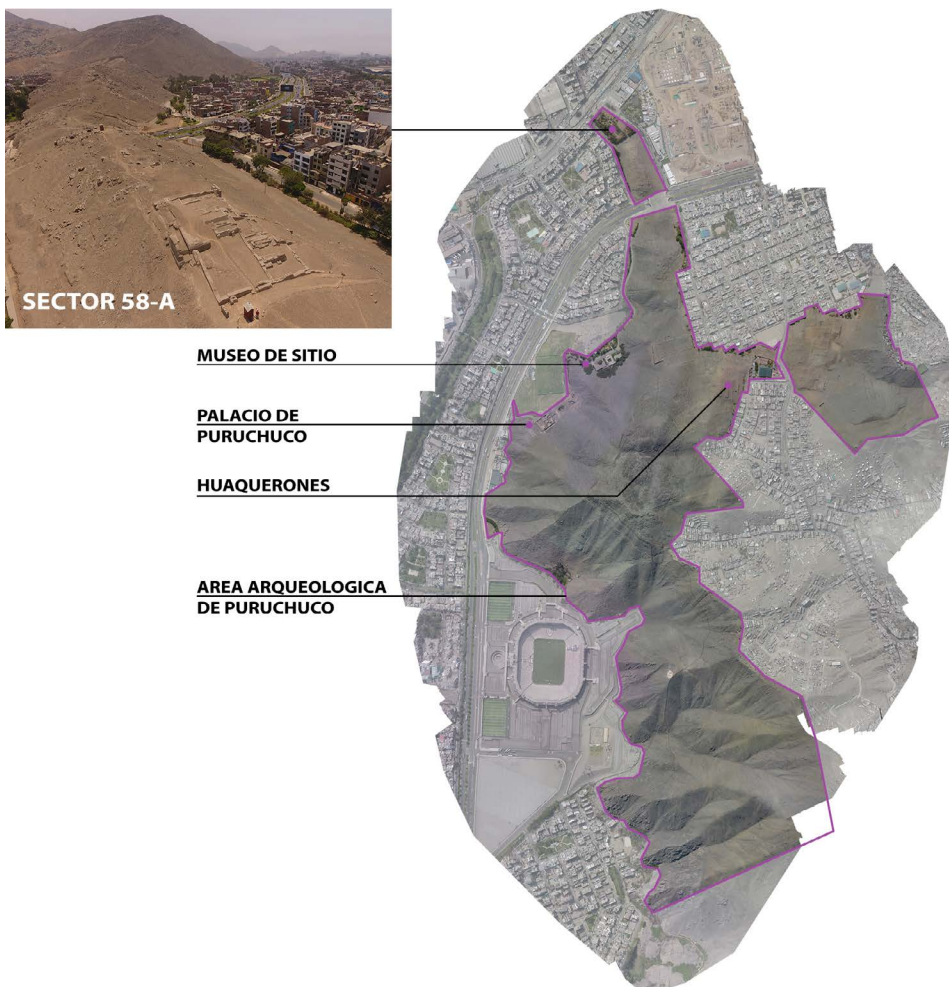 SECTOR 58-A
MUSEO DE SITIO
PALACIO DE
PURUCHUCO
HUAQUERONES
AREA ARQUEOLOGICA
DE PURUCHUCO